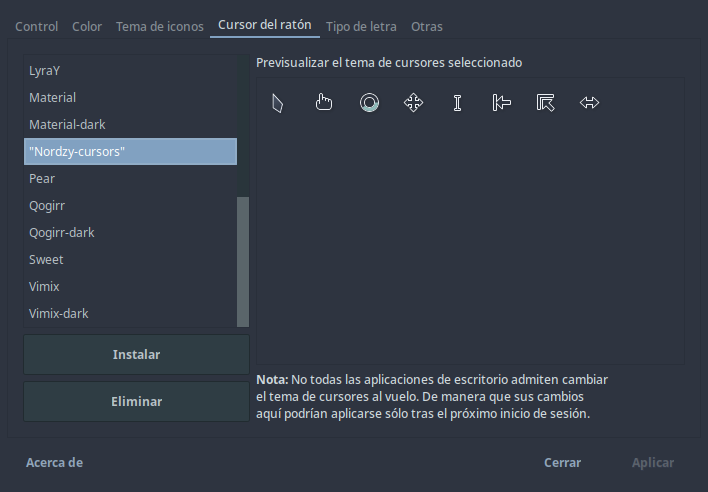 Control Color Tema de iconos Cursor del ratón Tipo de letra Otras
LyraY
Material
Material-dark
"Nordzy-cursors"
Pear
Qogirr
Qogirr-dark
Sweet
Vimix
Vimix-dark
Instalar
Eliminar
Previsualizar el tema de cursores seleccionado
Nota: No todas las aplicaciones de escritorio admiten cambiar
el tema de cursores al vuelo. De manera que sus cambios
aquí podrían aplicarse sólo tras el próximo inicio de sesión.
Acerca de
Cerrar
Aplicar